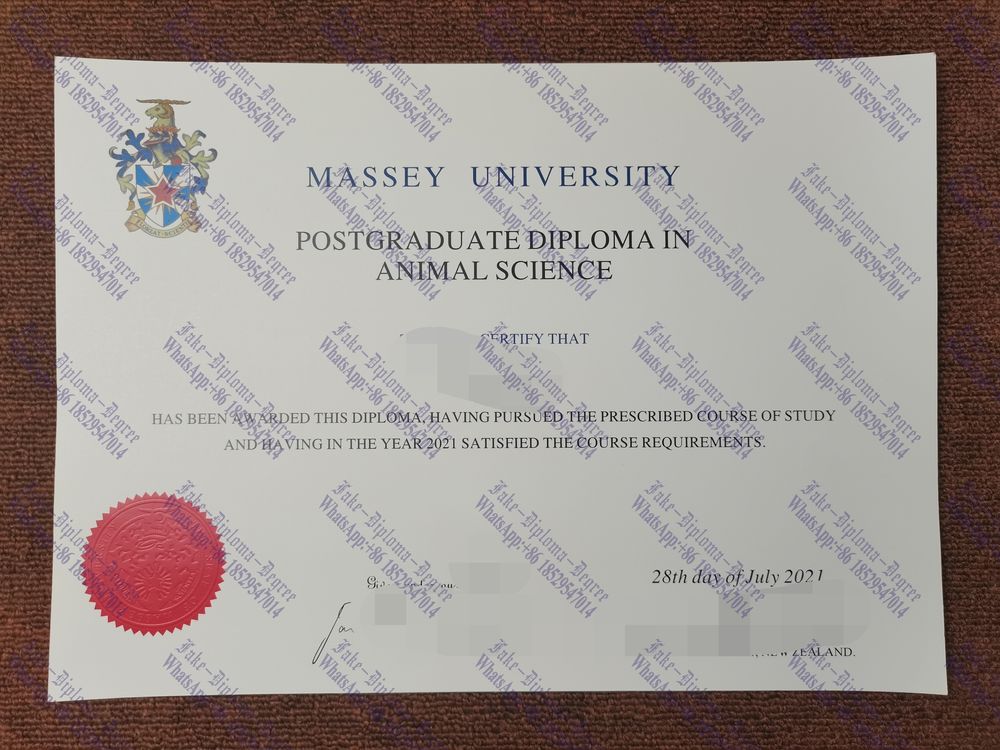 MASSEY UNIVERSITY
POSTGRADUATE DIPLOMA IN
ANIMAL SCIENCE
CERTIFY THAT
HAS BEEN AWARDED THIS DIPLOMA, HAVING PURSUED THE PRESCRIBED COURSE OF STUDY
AND HAVING IN THE YEAR 2021 SATISFIED THE COURSE REQUIREMENTS.
28th day of July 2021
NEW ZEALAND.
Fake-Diploma-Degree
WhatsApp:+86 18529547014